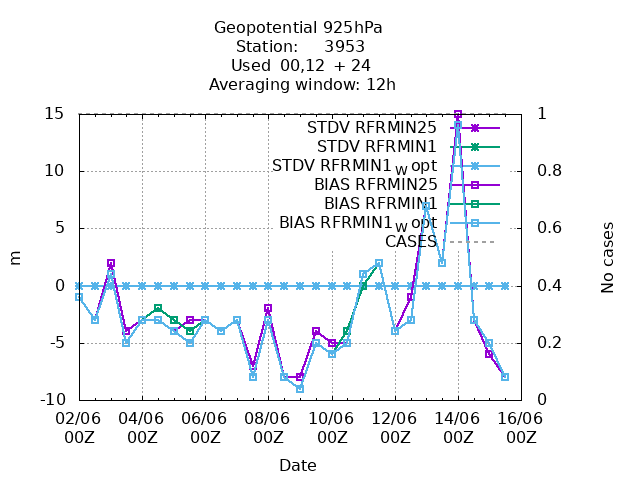 Geopotential 925hPa
Station: 3953
Used 00,12 + 24
Averaging window: 12h
15 1
STDV RFRMIN25
STDV RFRMIN1
STDV RFRMIN1w opt
10 0.8
BIAS RFRMIN25
BIAS RFRMIN1
BIAS RFRMIN1w opt
5 0.6
CASES
m
No cases
0 0.4
-5 0.2
-10 0
02/06 04/06 06/06 08/06 10/06 12/06 14/06 16/06
00Z 00Z 00Z 00Z 00Z 00Z 00Z 00Z
Date